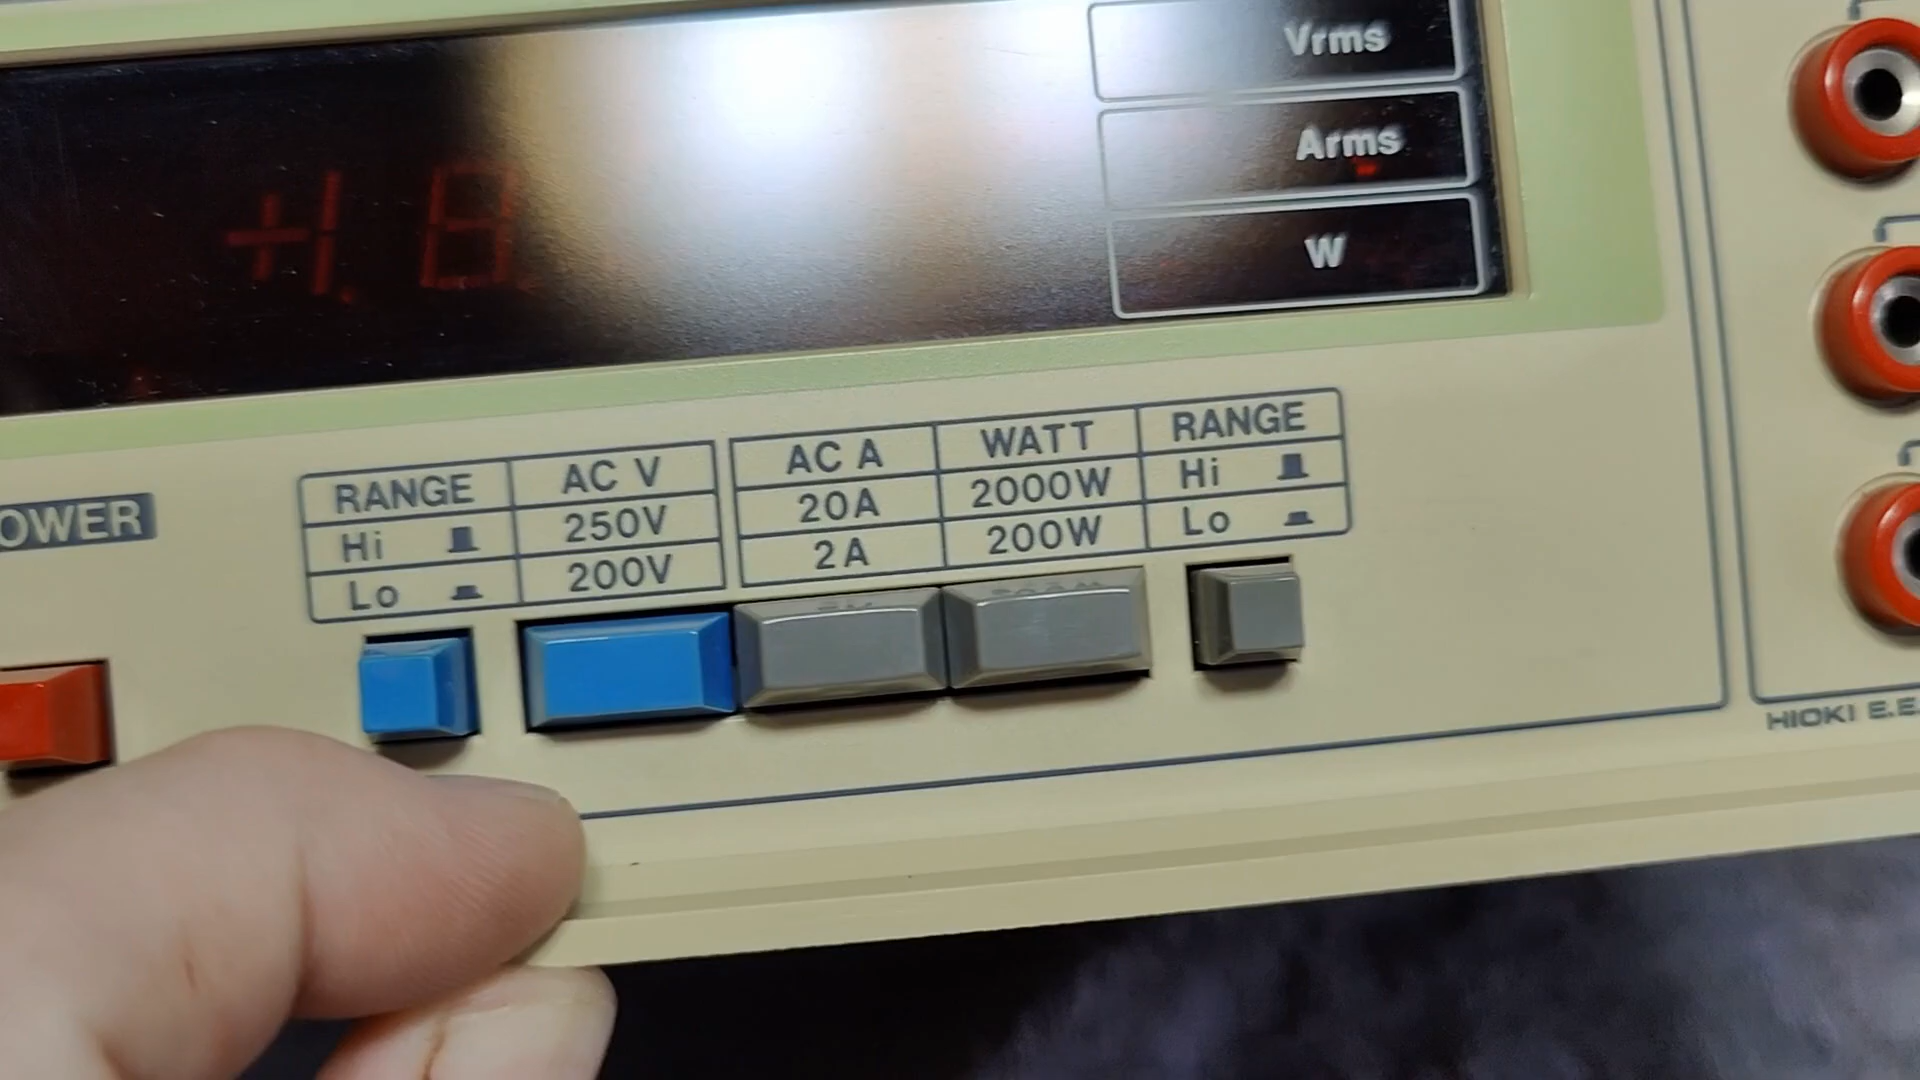 Vrms
Arms
W
+1.8
OWER
RANGE AC V
Hi 250V
Lo 200V
AC A WATT RANGE
20A 2000W Hi
2A 200W Lo
HIOKI E.E.